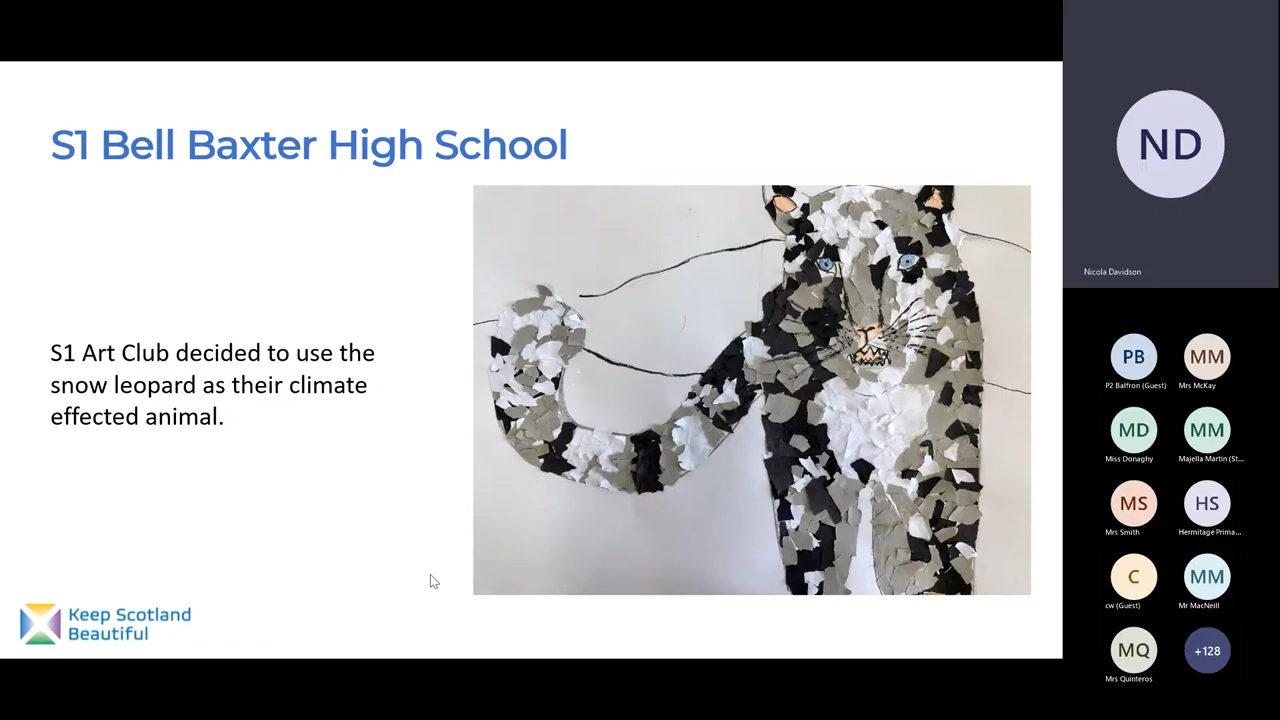 S1 Bell Baxter High School
S1 Art Club decided to use the
snow leopard as their climate
effected animal.
Keep Scotland
Beautiful
ND
Nicola Davidson
PB
MM
P2 Balfron (Guest)
Mrs McKay
MD
MM
Miss Donaghy
Majella Martin (St...
MS
HS
Mrs Smith
Hermitage Prima...
C
MM
cw (Guest)
Mr MacNeill
MQ
+128
Mrs Quinteros